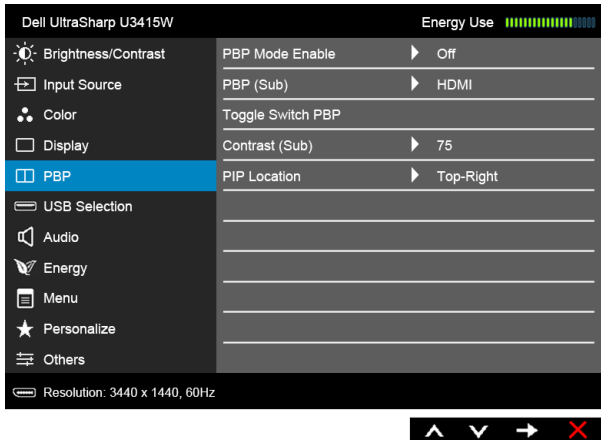 Dell UltraSharp U3415W Energy Use
Brightness/Contrast PBP Mode Enable Off
Input Source PBP (Sub) HDMI
Color Toggle Switch PBP
Display Contrast (Sub) 75
PBP PIP Location Top-Right
USB Selection
Audio
Energy
Menu
Personalize
Others
Resolution: 3440 x 1440, 60Hz